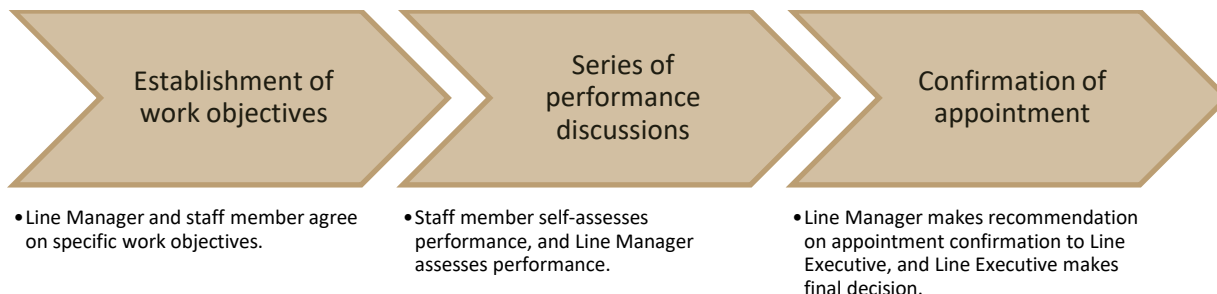 Establishment of
work objectives
Series of
performance
discussions
Confirmation of
appointment
•Line Manager and staff member agree
on specific work objectives.
•Staff member self-assesses
performance, and Line Manager
assesses performance.
•Line Manager makes recommendation
on appointment confirmation to Line
Executive, and Line Executive makes
final decision.